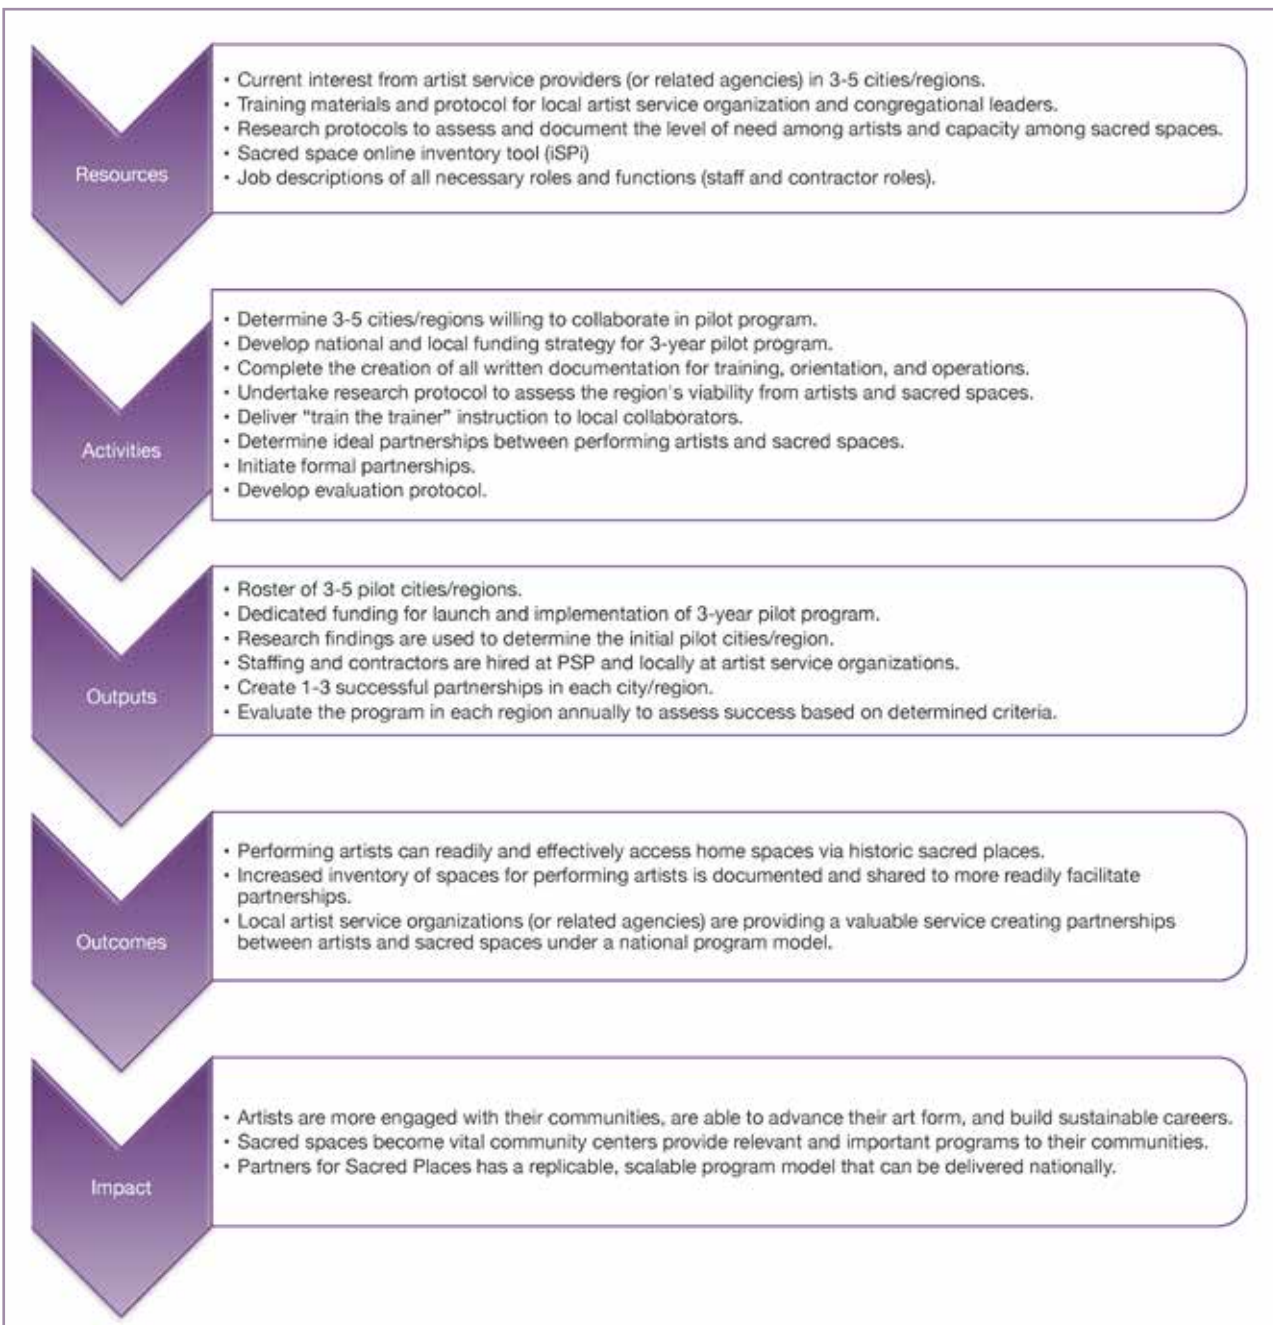 Resources
• Current interest from artist service providers (or related agencies) in 3-5 cities/regions.
• Training materials and protocol for local artist service organization and congregational leaders.
• Research protocols to assess and document the level of need among artists and capacity among sacred spaces.
• Sacred space online inventory tool (iSPi)
• Job descriptions of all necessary roles and functions (staff and contractor roles).
Activities
• Determine 3-5 cities/regions willing to collaborate in pilot program.
• Develop national and local funding strategy for 3-year pilot program.
• Complete the creation of all written documentation for training, orientation, and operations.
• Undertake research protocol to assess the region's viability from artists and sacred spaces.
• Deliver “train the trainer” instruction to local collaborators.
• Determine ideal partnerships between performing artists and sacred spaces.
• Initiate formal partnerships.
• Develop evaluation protocol.
Outputs
• Roster of 3-5 pilot cities/regions.
• Dedicated funding for launch and implementation of 3-year pilot program.
• Research findings are used to determine the initial pilot cities/region.
• Staffing and contractors are hired at PSP and locally at artist service organizations.
• Create 1-3 successful partnerships in each city/region.
• Evaluate the program in each region annually to assess success based on determined criteria.
Outcomes
• Performing artists can readily and effectively access home spaces via historic sacred places.
• Increased inventory of spaces for performing artists is documented and shared to more readily facilitate
partnerships.
• Local artist service organizations (or related agencies) are providing a valuable service creating partnerships
between artists and sacred spaces under a national program model.
Impact
• Artists are more engaged with their communities, are able to advance their art form, and build sustainable careers.
• Sacred spaces become vital community centers provide relevant and important programs to their communities.
• Partners for Sacred Places has a replicable, scalable program model that can be delivered nationally.